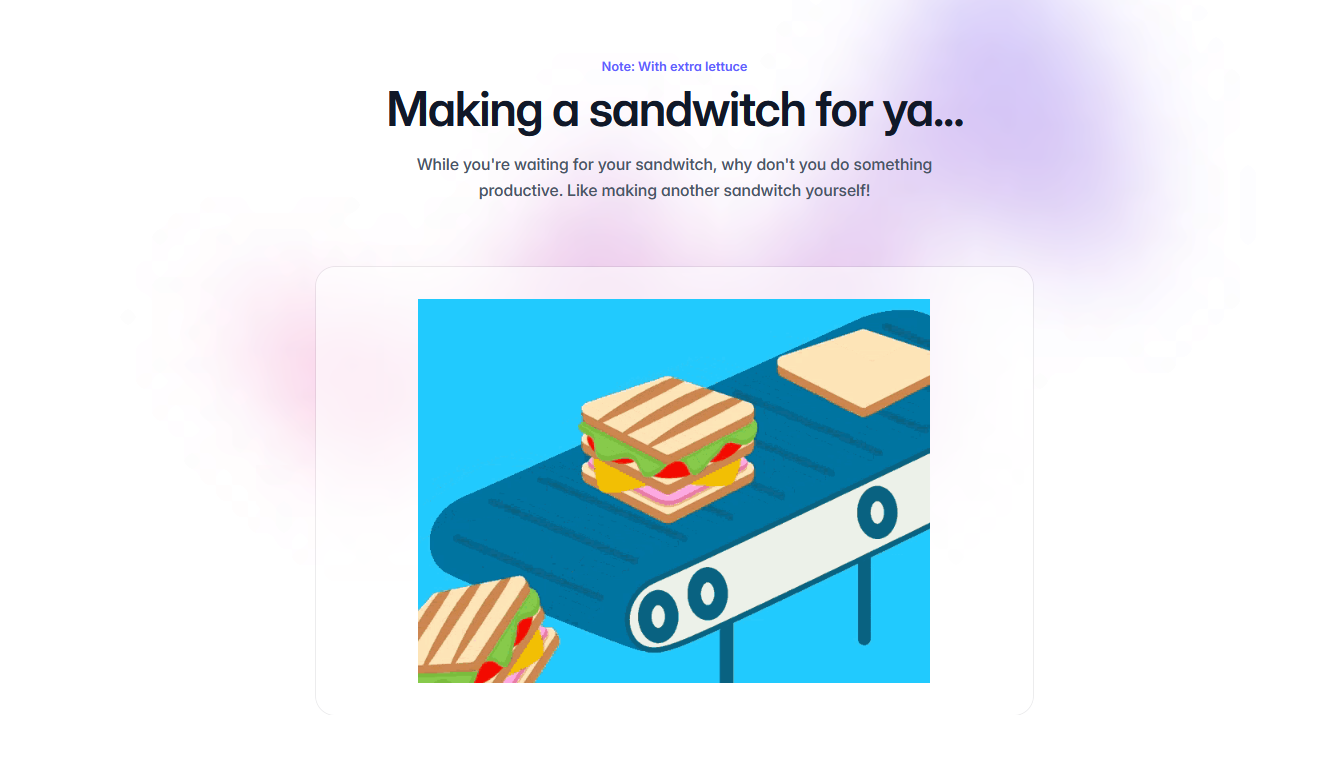 Note: With extra lettuce
Making a sandwitch for ya...
While you're waiting for your sandwitch, why don't you do something
productive. Like making another sandwitch yourself!